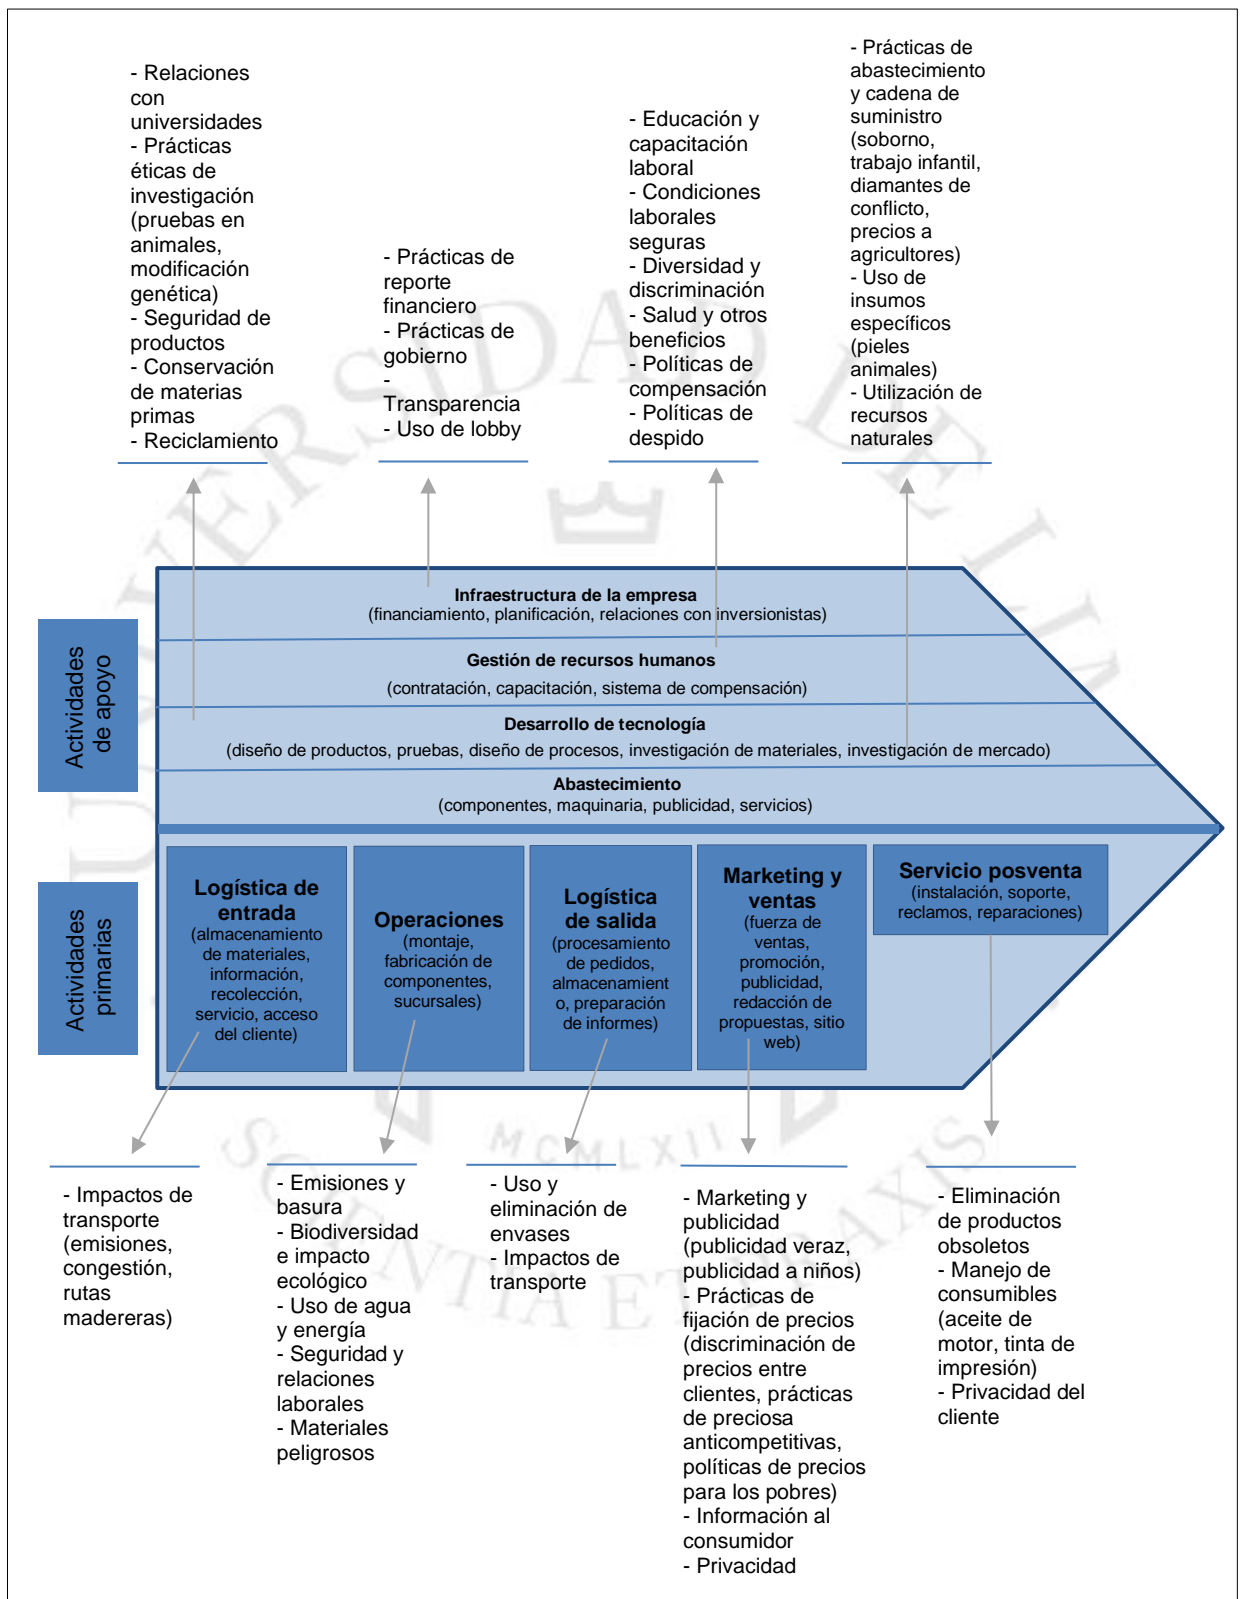 - Relaciones
con
universidades
- Prácticas
éticas de
investigación
(pruebas en
animales,
modificación
genética)
- Seguridad de
productos
- Conservación
de materias
primas
- Reciclamiento
- Prácticas de
reporte
financiero
- Prácticas de
gobierno
-
Transparencia
- Uso de lobby
- Educación y
capacitación
laboral
- Condiciones
laborales
seguras
- Diversidad y
discriminación
- Salud y otros
beneficios
- Políticas de
compensación
- Políticas de
despido
- Prácticas de
abastecimiento
y cadena de
suministro
(soborno,
trabajo infantil,
diamantes de
conflicto,
precios a
agricultores)
- Uso de
insumos
específicos
(pieles
animales)
- Utilización de
recursos
naturales
Actividades
de apoyo
Infraestructura de la empresa
(financiamiento, planificación, relaciones con inversionistas)
Gestión de recursos humanos
(contratación, capacitación, sistema de compensación)
Desarrollo de tecnología
(diseño de productos, pruebas, diseño de procesos, investigación de materiales, investigación de mercado)
Abastecimiento
(componentes, maquinaria, publicidad, servicios)
Actividades
primarias
Logística de
entrada
(almacenamiento
de materiales,
información,
recolección,
servicio, acceso
del cliente)
Operaciones
(montaje,
fabricación de
componentes,
sucursales)
Logística
de salida
(procesamiento
de pedidos,
almacenamient
o, preparación
de informes)
Marketing y
ventas
(fuerza de
ventas,
promoción,
publicidad,
redacción de
propuestas, sitio
web)
Servicio posventa
(instalación, soporte,
reclamos, reparaciones)
- Impactos de
transporte
(emisiones,
congestión,
rutas
madereras)
- Emisiones y
basura
- Biodiversidad
e impacto
ecológico
- Uso de agua
y energía
- Seguridad y
relaciones
laborales
- Materiales
peligrosos
- Uso y
eliminación de
envases
- Impactos de
transporte
- Marketing y
publicidad
(publicidad veraz,
publicidad a niños)
- Prácticas de
fijación de precios
(discriminación de
precios entre
clientes, prácticas
de preciosa
anticompetitivas,
políticas de precios
para los pobres)
- Información al
consumidor
- Privacidad
- Eliminación
de productos
obsoletos
- Manejo de
consumibles
(aceite de
motor, tinta de
impresión)
- Privacidad del
cliente
UNIVERSIDAD DE LIMA
MCMLXII
SCIENTIA ET PRAXIS